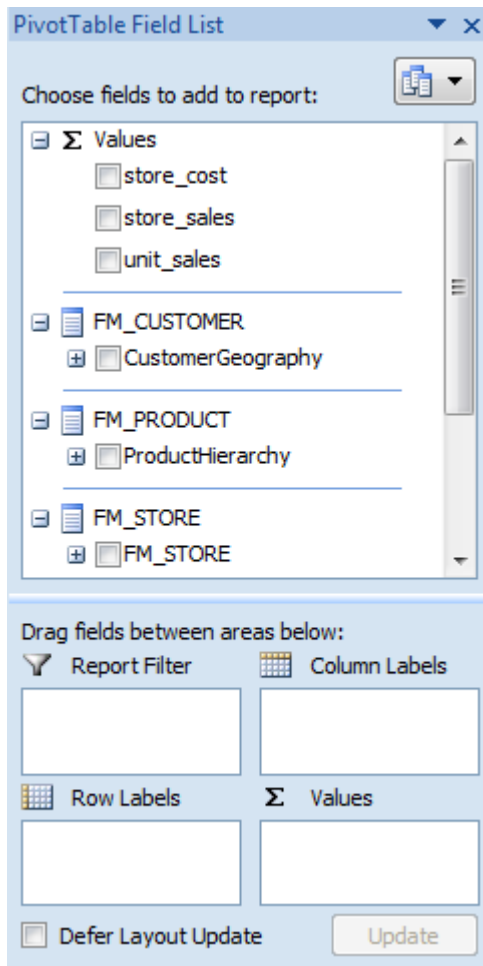 PivotTable Field List
Choose fields to add to report:
Σ Values
store_cost
store_sales
unit_sales
FM_CUSTOMER
CustomerGeography
FM_PRODUCT
ProductHierarchy
FM_STORE
FM_STORE
Drag fields between areas below:
Report Filter
Column Labels
Row Labels
Σ Values
Defer Layout Update
Update